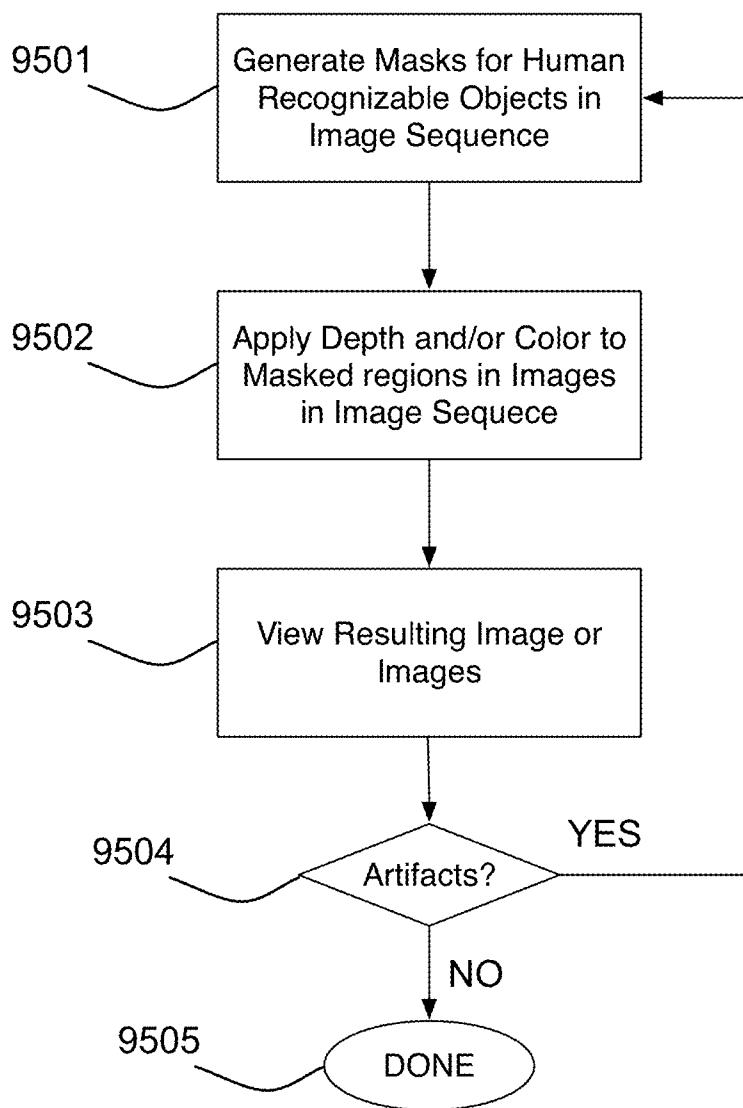 9501
Generate Masks for Human
Recognizable Objects in
Image Sequence
9502
Apply Depth and/or Color to
Masked regions in Images
in Image Sequece
9503
View Resulting Image or
Images
9504
Artifacts?
YES
NO
9505
DONE